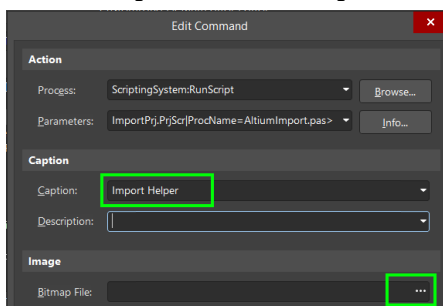 Edit Command
Action
Process: ScriptingSystem:RunScript Browse...
Parameters: ImportPrj.PrjScr|ProcName=AltiumImport.pas> Info...
Caption
Caption: Import Helper
Description:
Image
Bitmap File: ...